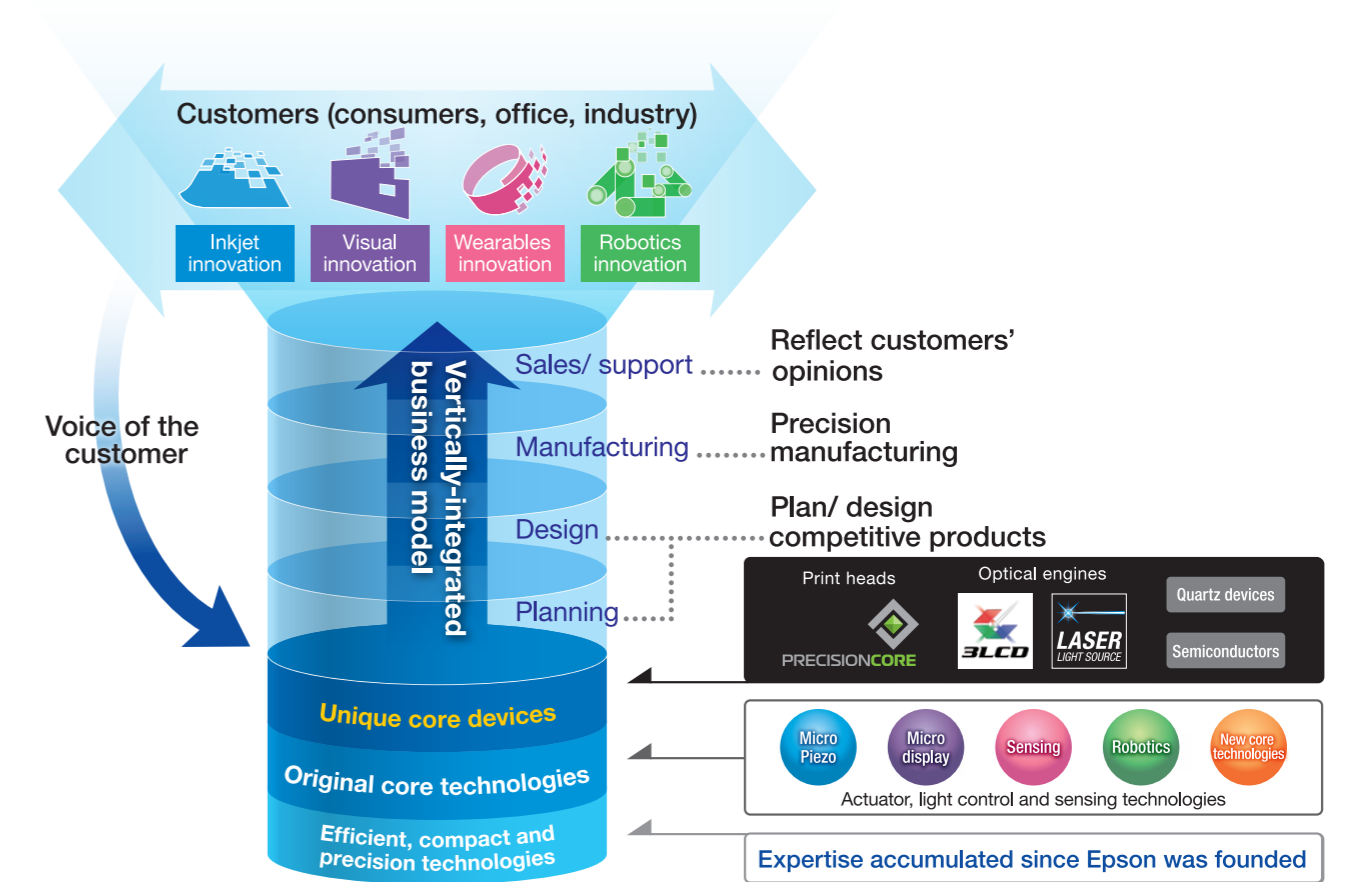 Customers (consumers, office, industry)
Inkjet
innovation
Visual
innovation
Wearables
innovation
Robotics
innovation
Voice of the
customer
Vertically-integrated
business model
Sales/ support
Reflect customers’
opinions
Manufacturing
Precision
manufacturing
Design
Plan/ design
competitive products
Planning
Print heads
PRECISIONCORE
Optical engines
3LCD
LASER
LIGHT SOURCE
Quartz devices
Semiconductors
Unique core devices
Micro
Piezo
Micro
display
Sensing
Robotics
New core
technologies
Actuator, light control and sensing technologies
Original core technologies
Efficient, compact and
precision technologies
Expertise accumulated since Epson was founded